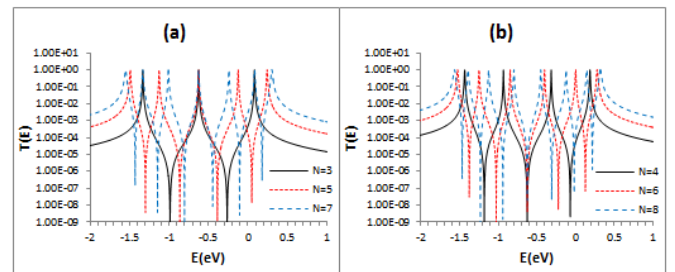 (a)
1.00E+01
1.00E+00
1.00E-01
1.00E-02
1.00E-03
1.00E-04
1.00E-05
1.00E-06
1.00E-07
1.00E-08
1.00E-09
T(E)
N=3
N=5
N=7
-2 -1.5 -1 -0.5 0 0.5 1
E(eV)
(b)
1.00E+01
1.00E+00
1.00E-01
1.00E-02
1.00E-03
1.00E-04
1.00E-05
1.00E-06
1.00E-07
1.00E-08
1.00E-09
T(E)
N=4
N=6
N=8
-2 -1.5 -1 -0.5 0 0.5 1
E(eV)